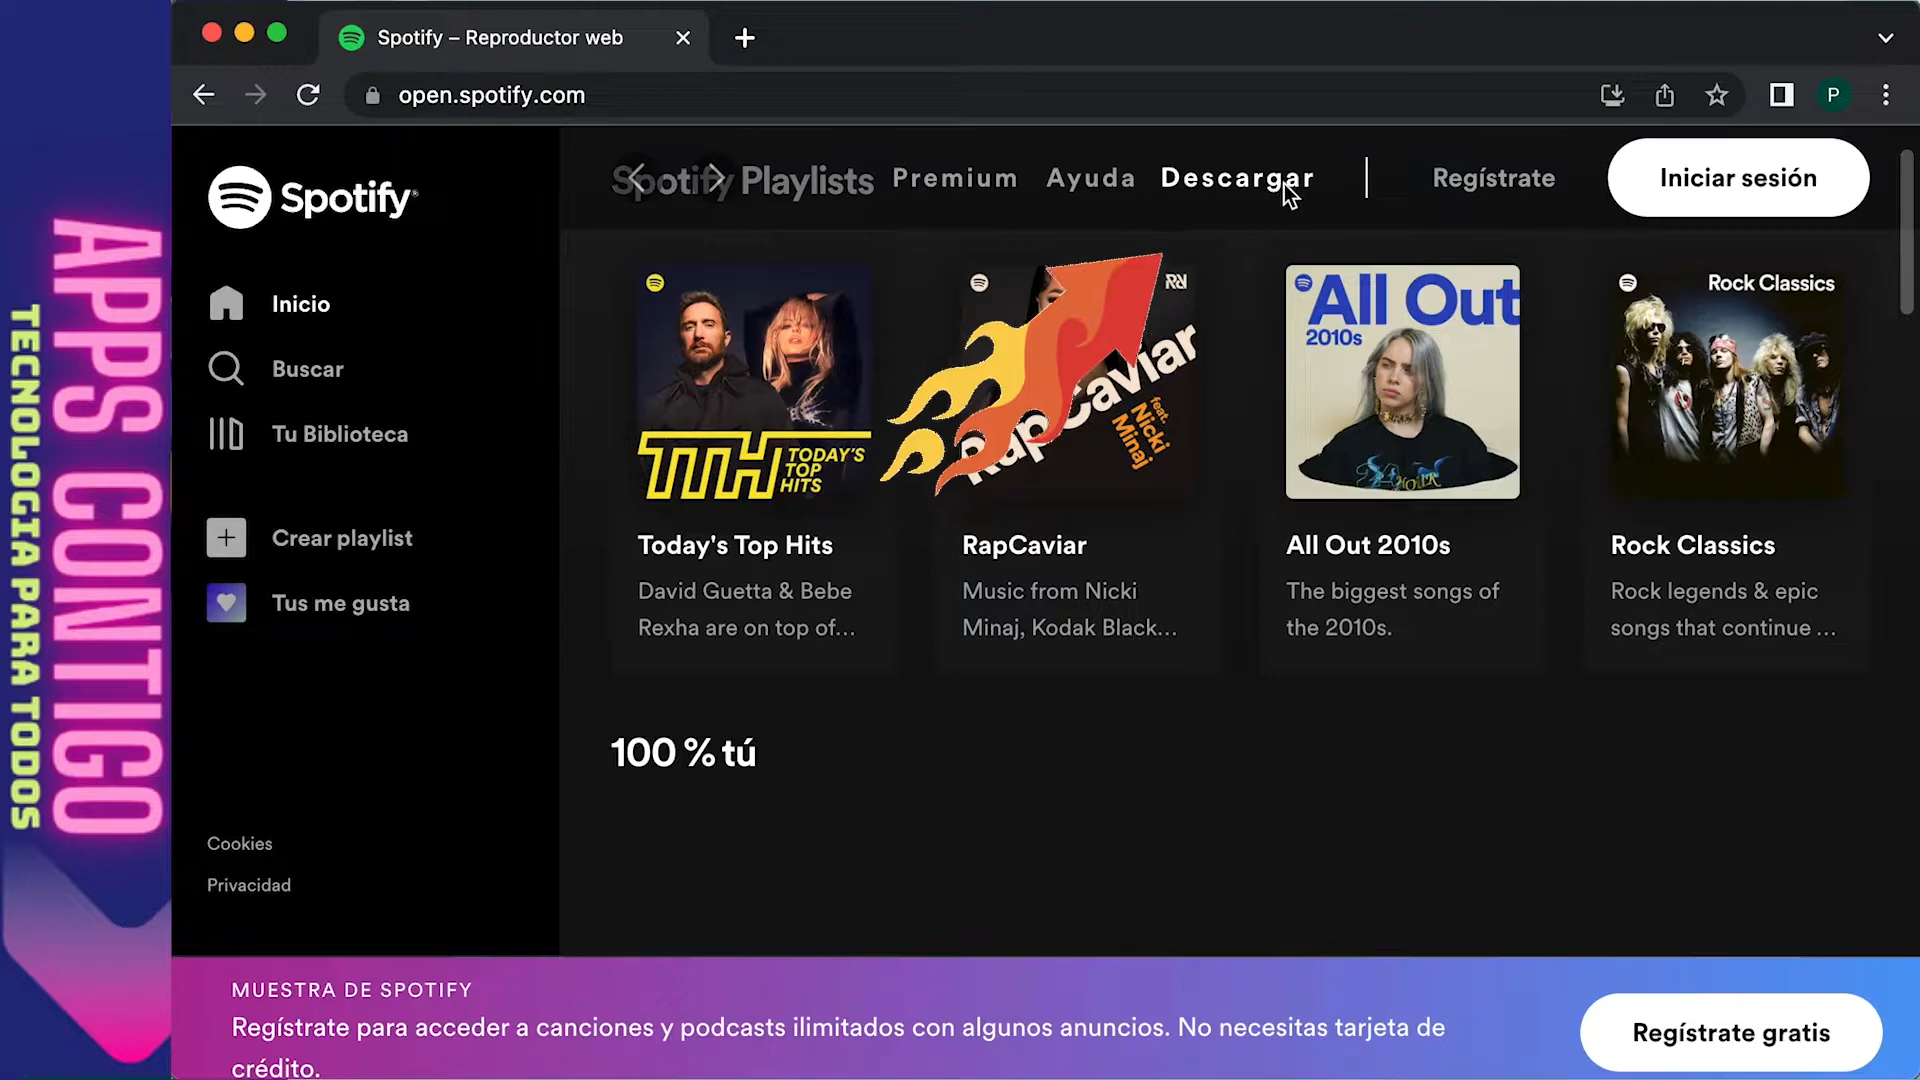 APPS CONTIGO
TECNOLOGIA PARA TODOS
Spotify – Reproductor web
open.spotify.com
P
Spotify
Inicio
Buscar
Tu Biblioteca
Crear playlist
Tus me gusta
Cookies
Privacidad
Spotify Playlists
Premium
Ayuda
Descargar
Regístrate
Iniciar sesión
TTH
TODAY'S
TOP
HITS
Today's Top Hits
David Guetta & Bebe
Rexha are on top of...
RapCaviar
feat.
Nicki
Minaj
RapCaviar
Music from Nicki
Minaj, Kodak Black...
All Out
2010s
All Out 2010s
The biggest songs of
the 2010s.
Rock Classics
Rock Classics
Rock legends & epic
songs that continue ...
100 % tú
MUESTRA DE SPOTIFY
Regístrate para acceder a canciones y podcasts ilimitados con algunos anuncios. No necesitas tarjeta de
crédito.
Regístrate gratis